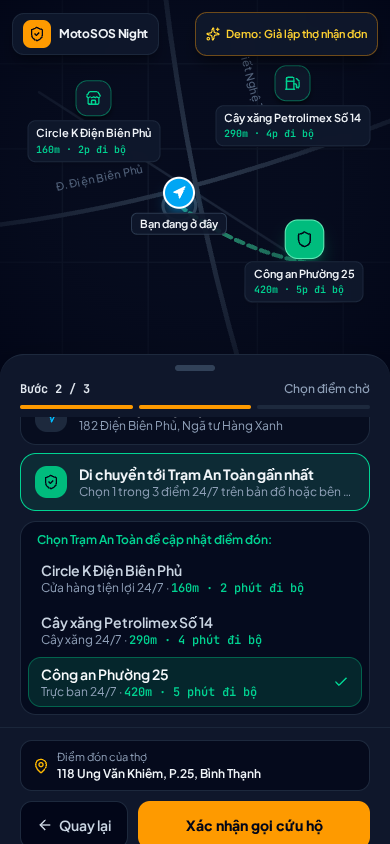 MotoSOS Night
Demo: Giả lập thợ nhận đơn
Circle K Điện Biên Phủ
160m · 2p đi bộ
Cây xăng Petrolimex Số 14
290m · 4p đi bộ
Đ. Điện Biên Phủ
Bạn đang ở đây
Công an Phường 25
420m · 5p đi bộ
Bước 2 / 3
Chọn điểm chờ
182 Điện Biên Phủ, Ngã tư Hàng Xanh
Di chuyển tới Trạm An Toàn gần nhất
Chọn 1 trong 3 điểm 24/7 trên bản đồ hoặc bên ...
Chọn Trạm An Toàn để cập nhật điểm đón:
Circle K Điện Biên Phủ
Cửa hàng tiện lợi 24/7 · 160m · 2 phút đi bộ
Cây xăng Petrolimex Số 14
Cây xăng 24/7 · 290m · 4 phút đi bộ
Công an Phường 25
Trực ban 24/7 · 420m · 5 phút đi bộ
Điểm đón của thợ
118 Ung Văn Khiêm, P.25, Bình Thạnh
Quay lại
Xác nhận gọi cứu hộ